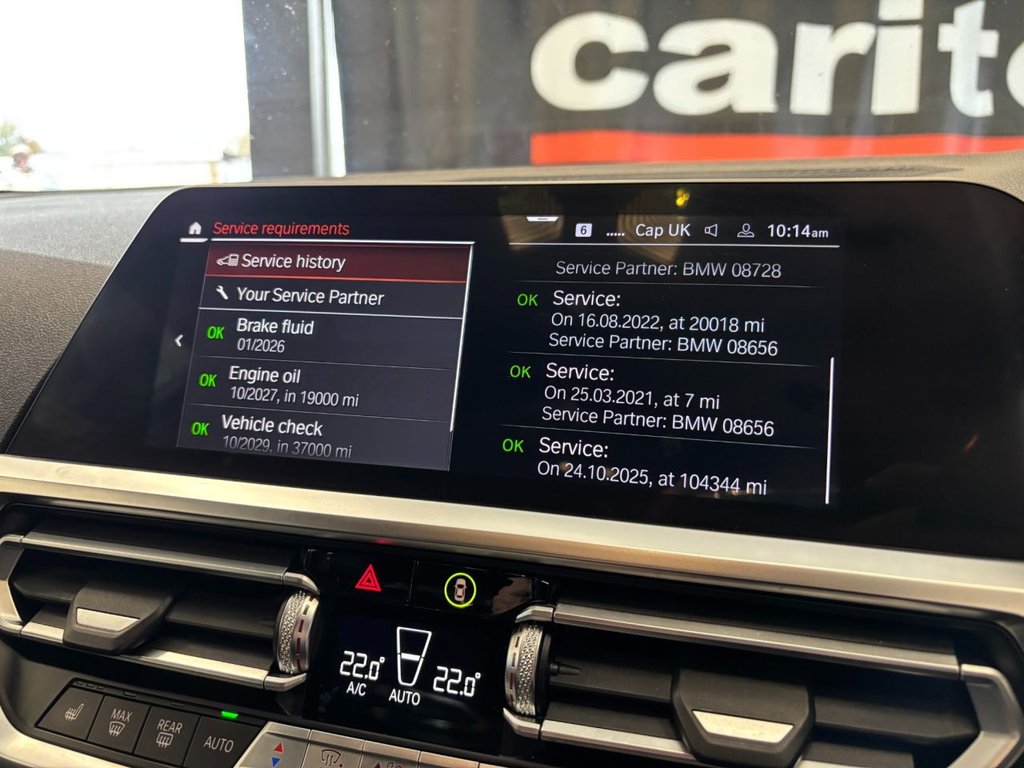 carit
Service requirements
6
..... Cap UK
10:14am
Service history
Your Service Partner
OK Brake fluid
01/2026
OK Engine oil
10/2027, in 19000 mi
OK Vehicle check
10/2029, in 37000 mi
Service Partner: BMW 08728
OK Service:
On 16.08.2022, at 20018 mi
Service Partner: BMW 08656
OK Service:
On 25.03.2021, at 7 mi
Service Partner: BMW 08656
OK Service:
On 24.10.2025, at 104344 mi
22.0°
A/C
AUTO
22.0°
MAX
REAR
AUTO